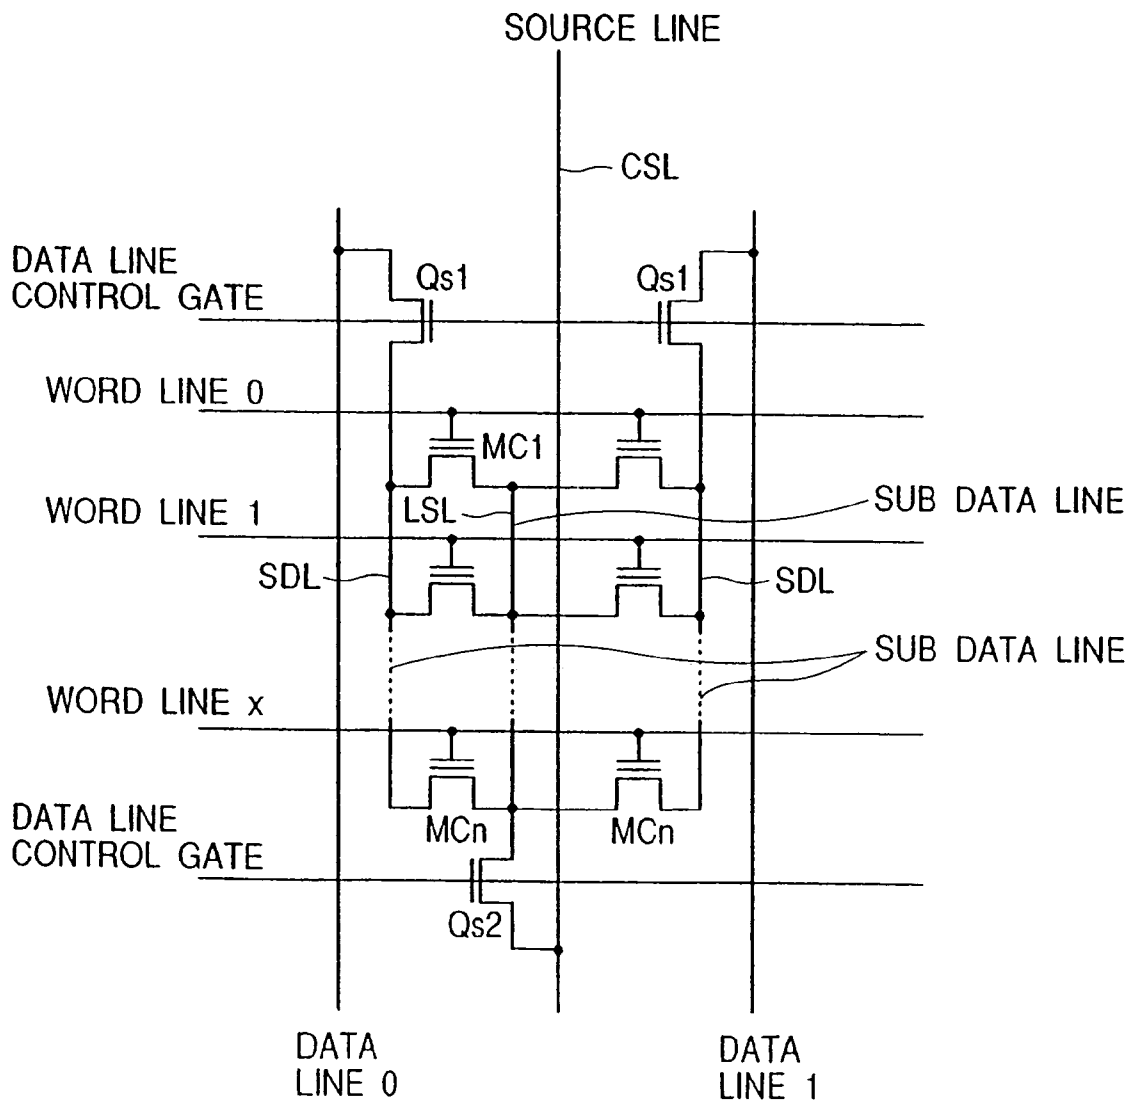 SOURCE LINE
CSL
DATA LINE
CONTROL GATE
Qs1
Qs1
WORD LINE 0
MC1
WORD LINE 1
LSL
SUB DATA LINE
SDL
SDL
SUB DATA LINE
WORD LINE x
MCn
MCn
DATA LINE
CONTROL GATE
Qs2
DATA
LINE 0
DATA
LINE 1